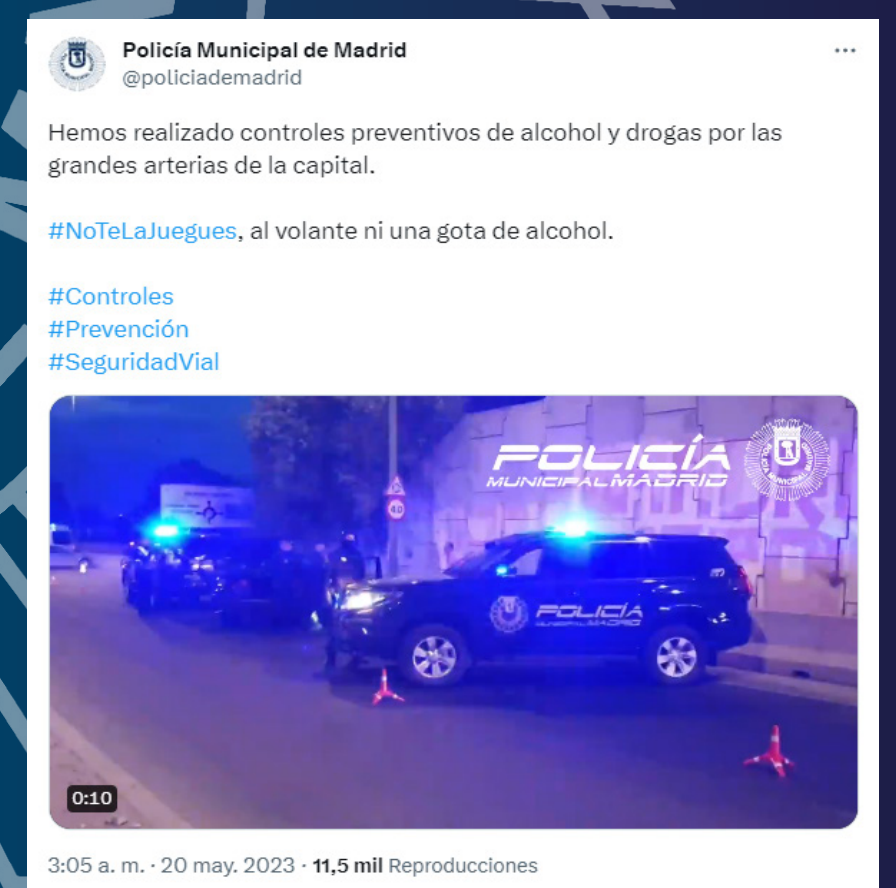 Policía Municipal de Madrid
@policiademadrid
Hemos realizado controles preventivos de alcohol y drogas por las
grandes arterias de la capital.
#NoTeLaJuegues, al volante ni una gota de alcohol.
#Controles
#Prevención
#SeguridadVial
POLICÍA
MUNICIPAL MADRID
40
POLICÍA
MUNICIPAL MADRID
0:10
3:05 a. m. · 20 may. 2023 · 11,5 mil Reproducciones